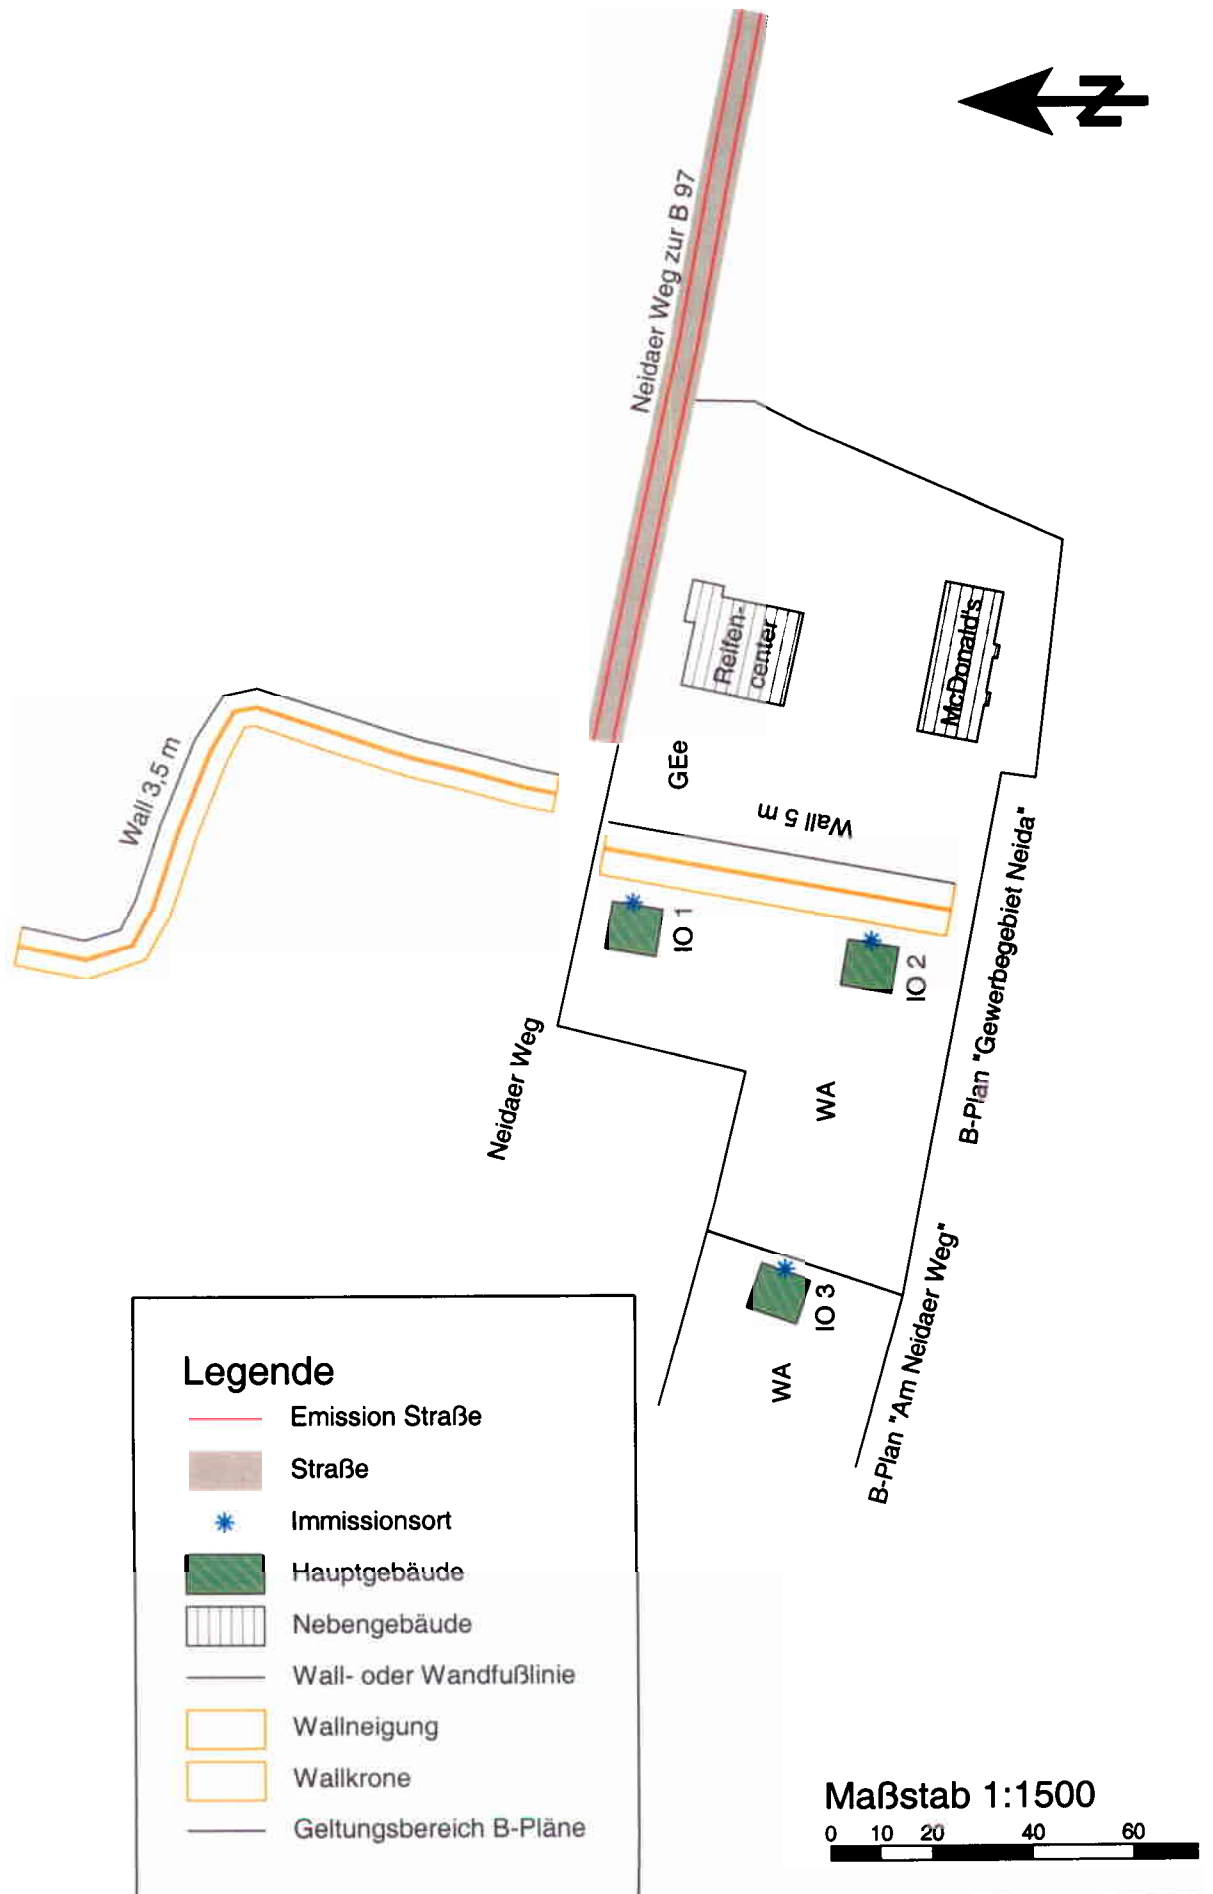 N
Neidaer Weg zur B 97
Reifen-
center
McDonald's
Wall 3,5 m
GEe
Wall 5 m
IO 1
IO 2
B-Plan "Gewerbegebiet Neida"
Neidaer Weg
WA
IO 3
WA
B-Plan "Am Neidaer Weg"
Legende
Emission Straße
Straße
Immissionsort
Hauptgebäude
Nebengebäude
Wall- oder Wandfußlinie
Wallneigung
Wallkrone
Geltungsbereich B-Pläne
Maßstab 1:1500
0 10 20 40 60